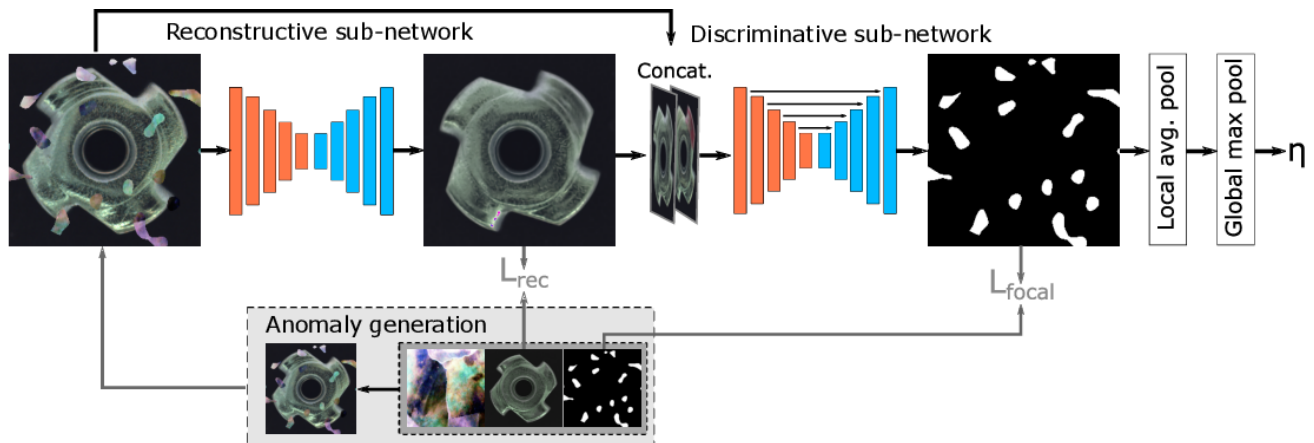 Reconstructive sub-network
Discriminative sub-network
Concat.
Local avg. pool
Global max pool
η
Lrec
Lfocal
Anomaly generation